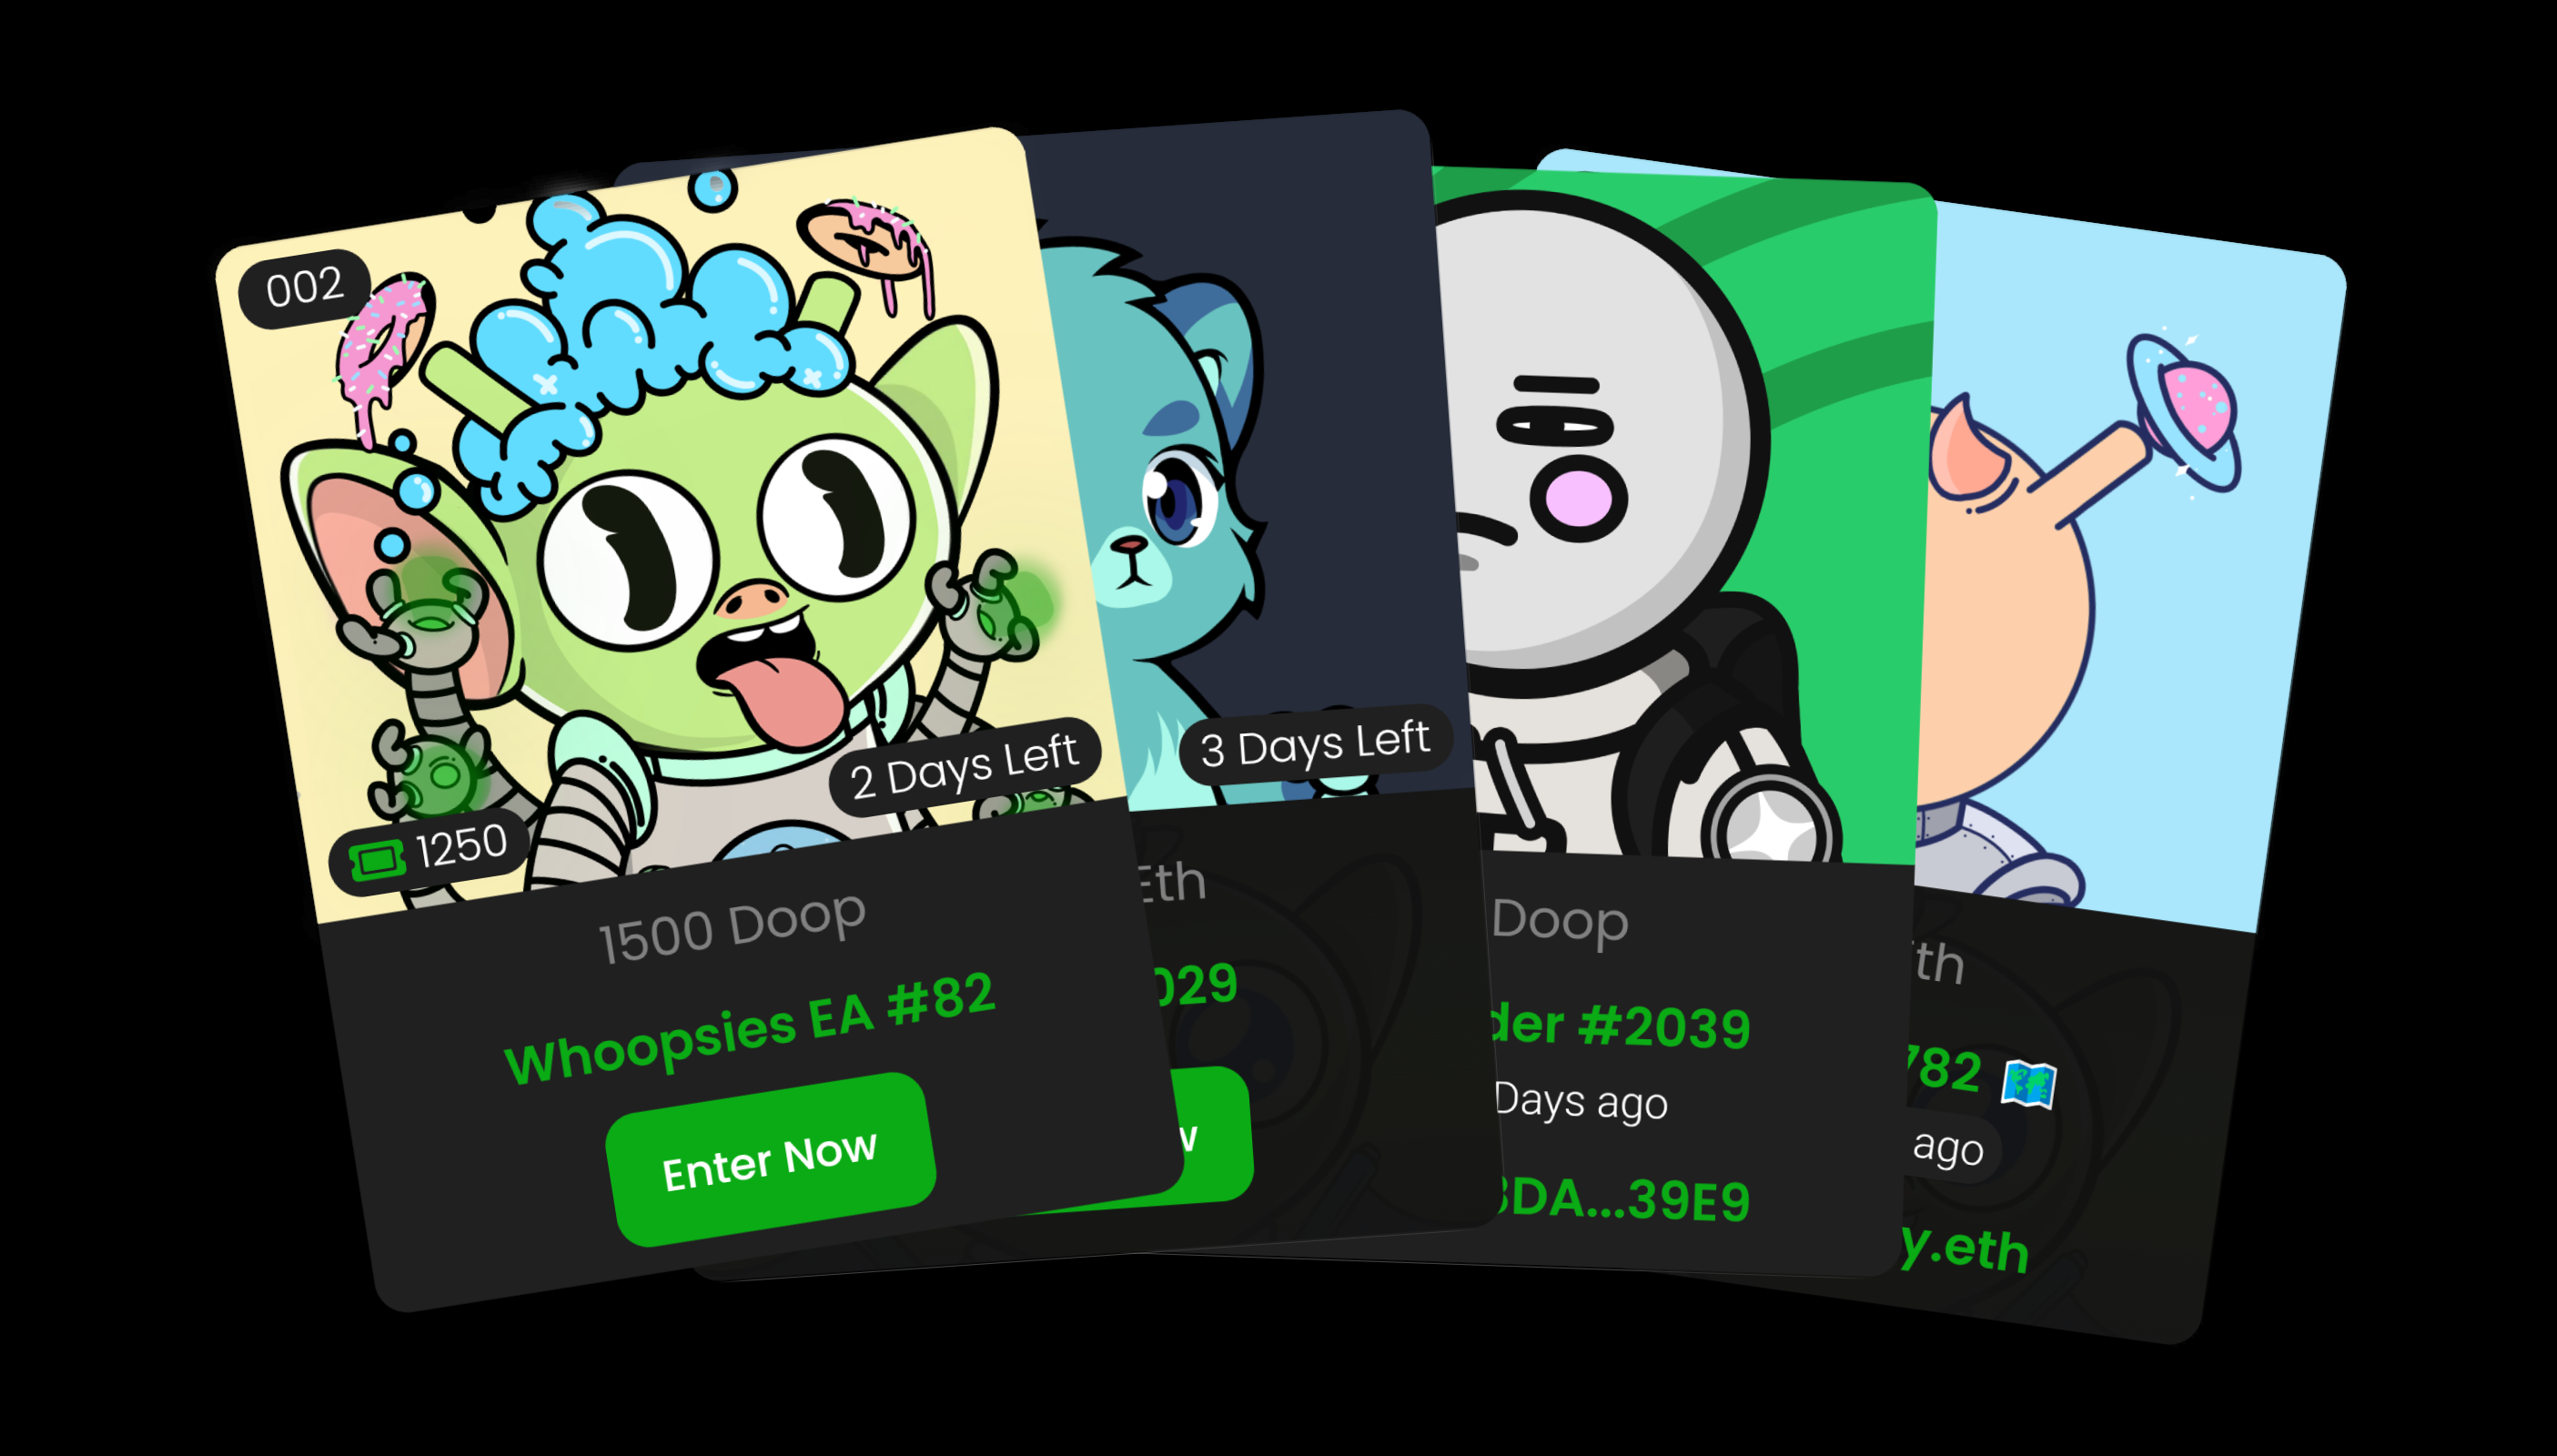 002
2 Days Left
1250
1500 Doop
Whoopsies EA #82
Enter Now
3 Days Left
Eth
029
w
Doop
der #2039
Days ago
3DA...39E9
th
782
ago
y.eth